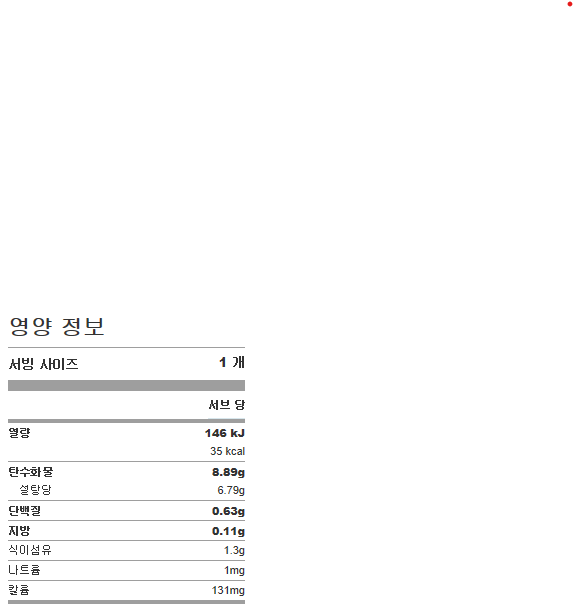 영양 정보
서빙 사이즈 1 개
서브 당
열량 146 kJ
35 kcal
탄수화물 8.89g
설탕당 6.79g
단백질 0.63g
지방 0.11g
식이섬유 1.3g
나트륨 1mg
칼륨 131mg